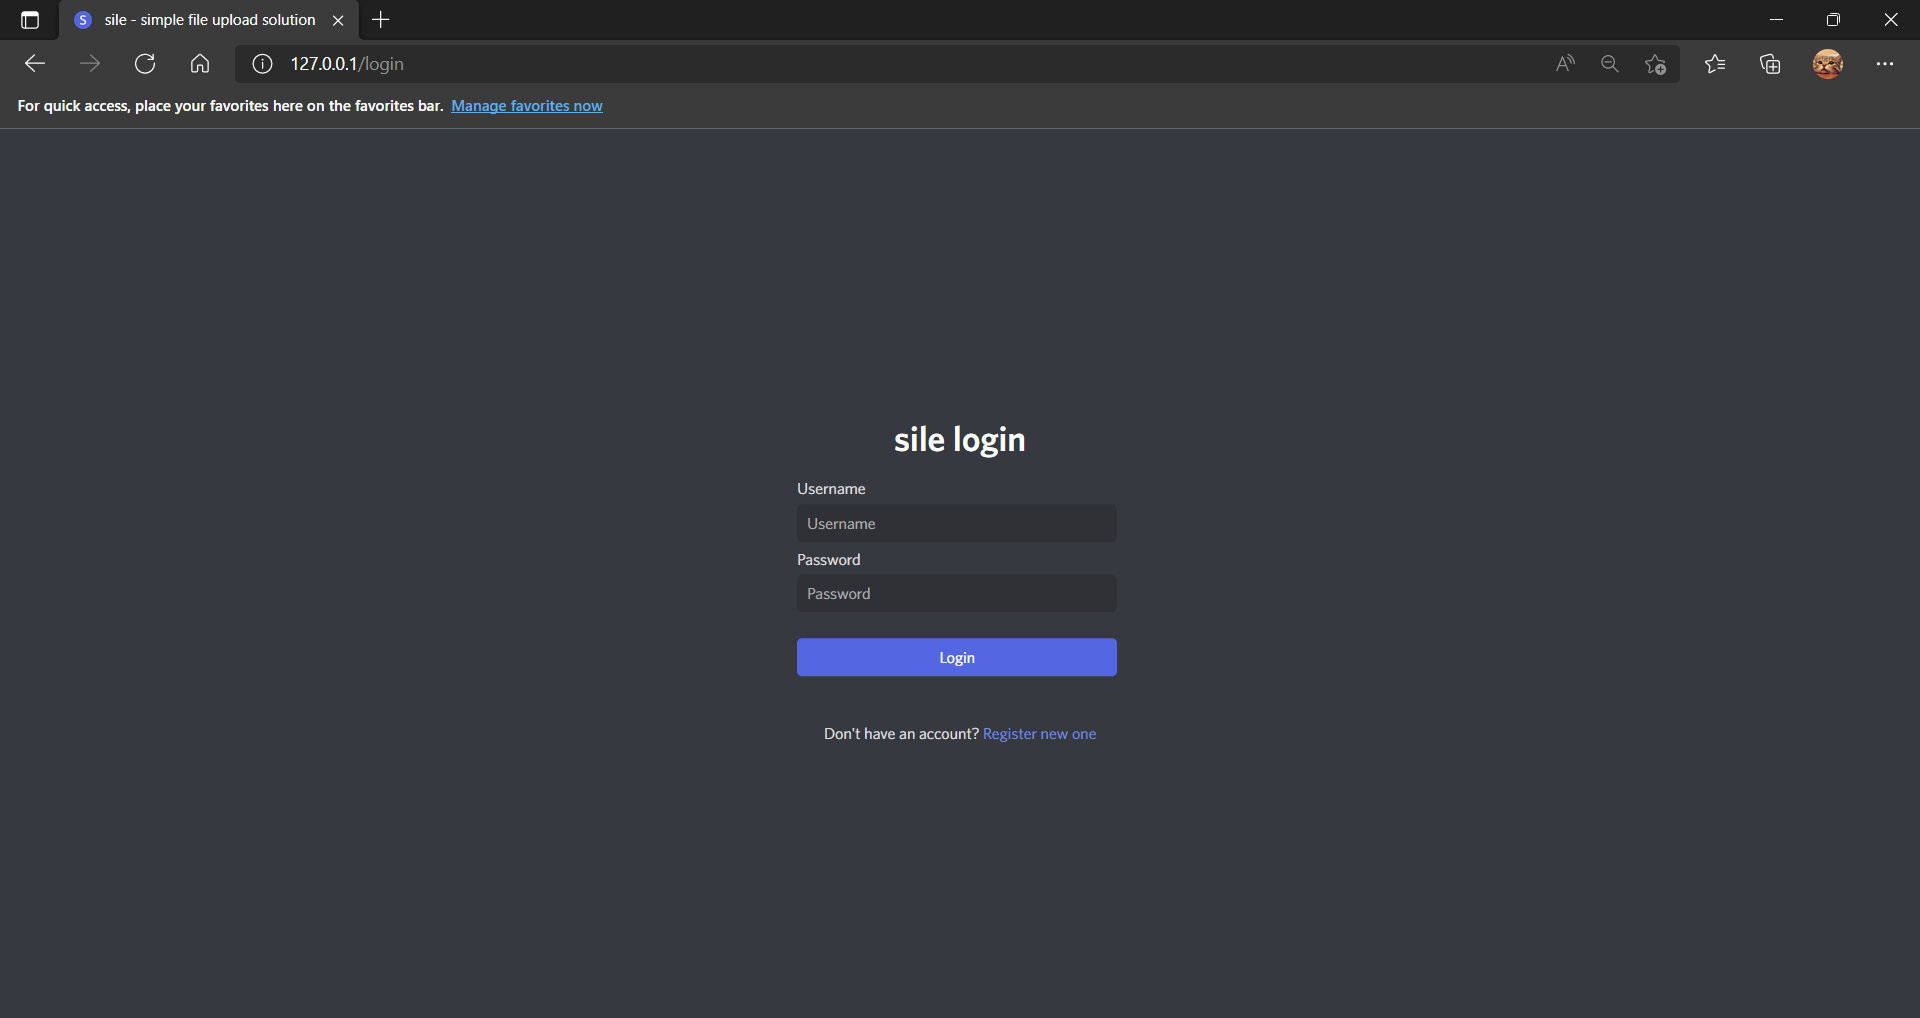 S sile - simple file upload solution
127.0.0.1/login
For quick access, place your favorites here on the favorites bar. Manage favorites now
sile login
Username
Username
Password
Password
Login
Don't have an account? Register new one